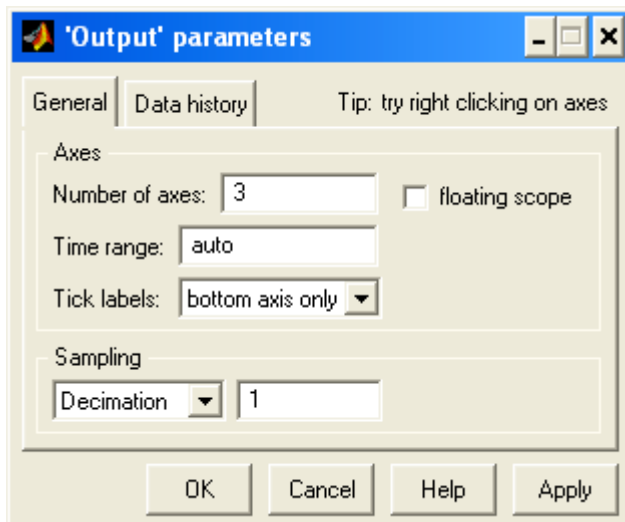 'Output' parameters
General Data history Tip: try right clicking on axes
Axes
Number of axes: 3 floating scope
Time range: auto
Tick labels: bottom axis only
Sampling
Decimation 1
OK Cancel Help Apply